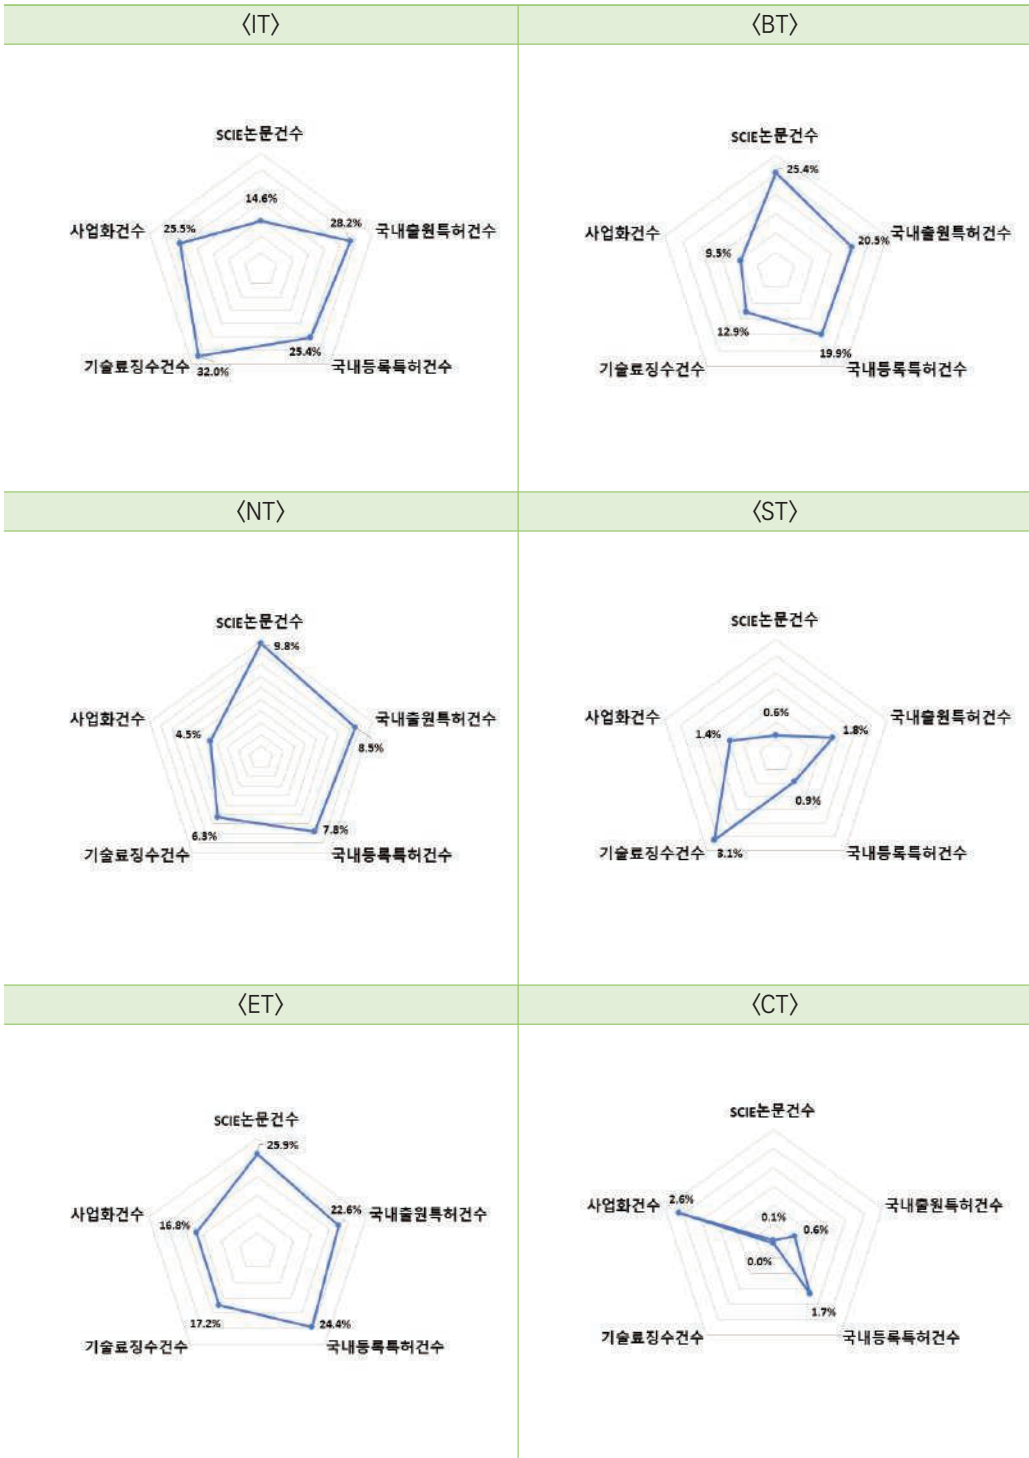 〈IT〉
〈BT〉
SCIE논문건수
14.6%
사업화건수
25.5%
28.2%
국내출원특허건수
기술료징수건수
32.0%
25.4%
국내등록특허건수
SCIE논문건수
25.4%
사업화건수
9.5%
20.5%
국내출원특허건수
12.9%
19.9%
기술료징수건수
국내등록특허건수
〈NT〉
〈ST〉
SCIE논문건수
9.8%
사업화건수
4.5%
국내출원특허건수
8.5%
6.3%
7.8%
기술료징수건수
국내등록특허건수
SCIE논문건수
0.6%
사업화건수
1.4%
1.8%
국내출원특허건수
0.9%
기술료징수건수
3.1%
국내등록특허건수
〈ET〉
〈CT〉
SCIE논문건수
25.9%
사업화건수
16.8%
22.6%
국내출원특허건수
17.2%
24.4%
기술료징수건수
국내등록특허건수
SCIE논문건수
사업화건수
2.6%
0.1%
0.6%
국내출원특허건수
0.0%
1.7%
기술료징수건수
국내등록특허건수